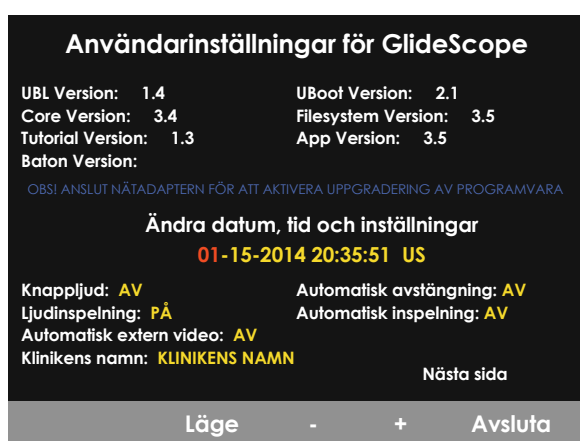 Användarinställningar för GlideScope
UBL Version: 1.4 UBoot Version: 2.1
Core Version: 3.4 Filesystem Version: 3.5
Tutorial Version: 1.3 App Version: 3.5
Baton Version:
OBS! ANSLUT NÄTADAPTERN FÖR ATT AKTIVERA UPPGRADERING AV PROGRAMVARA
Ändra datum, tid och inställningar
01-15-2014 20:35:51 US
Knappljud: AV Automatisk avstängning: AV
Ljudinspelning: PÅ Automatisk inspelning: AV
Automatisk extern video: AV
Klinikens namn: KLINIKENS NAMN
Nästa sida
Läge - + Avsluta